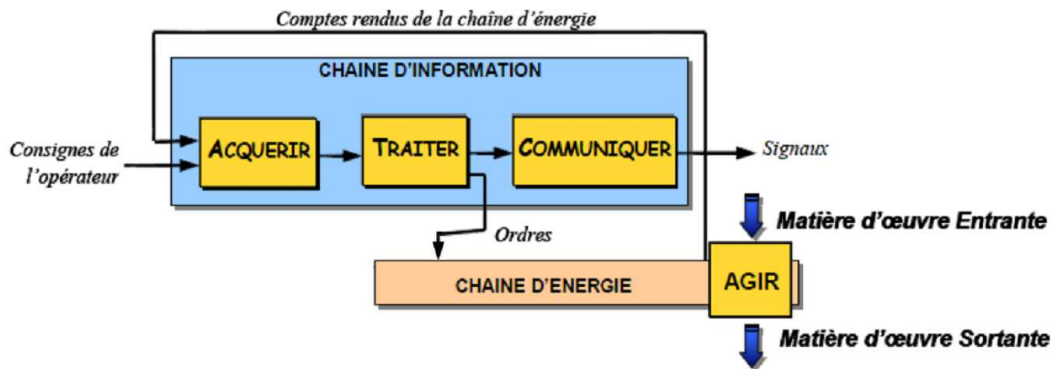 Comptes rendus de la chaîne d'énergie
CHAINE D'INFORMATION
ACQUERIR
TRAITER
COMMUNIQUER
Signaux
Consignes de
l'opérateur
Ordres
Matière d'œuvre Entrante
CHAINE D'ENERGIE
AGIR
Matière d'œuvre Sortante